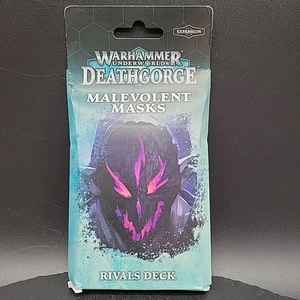 WARHAMMER
UNDERWORLDS
EXPANSION
DEATHGORGE
MALEVOLENT
MASKS
RIVALS DECK